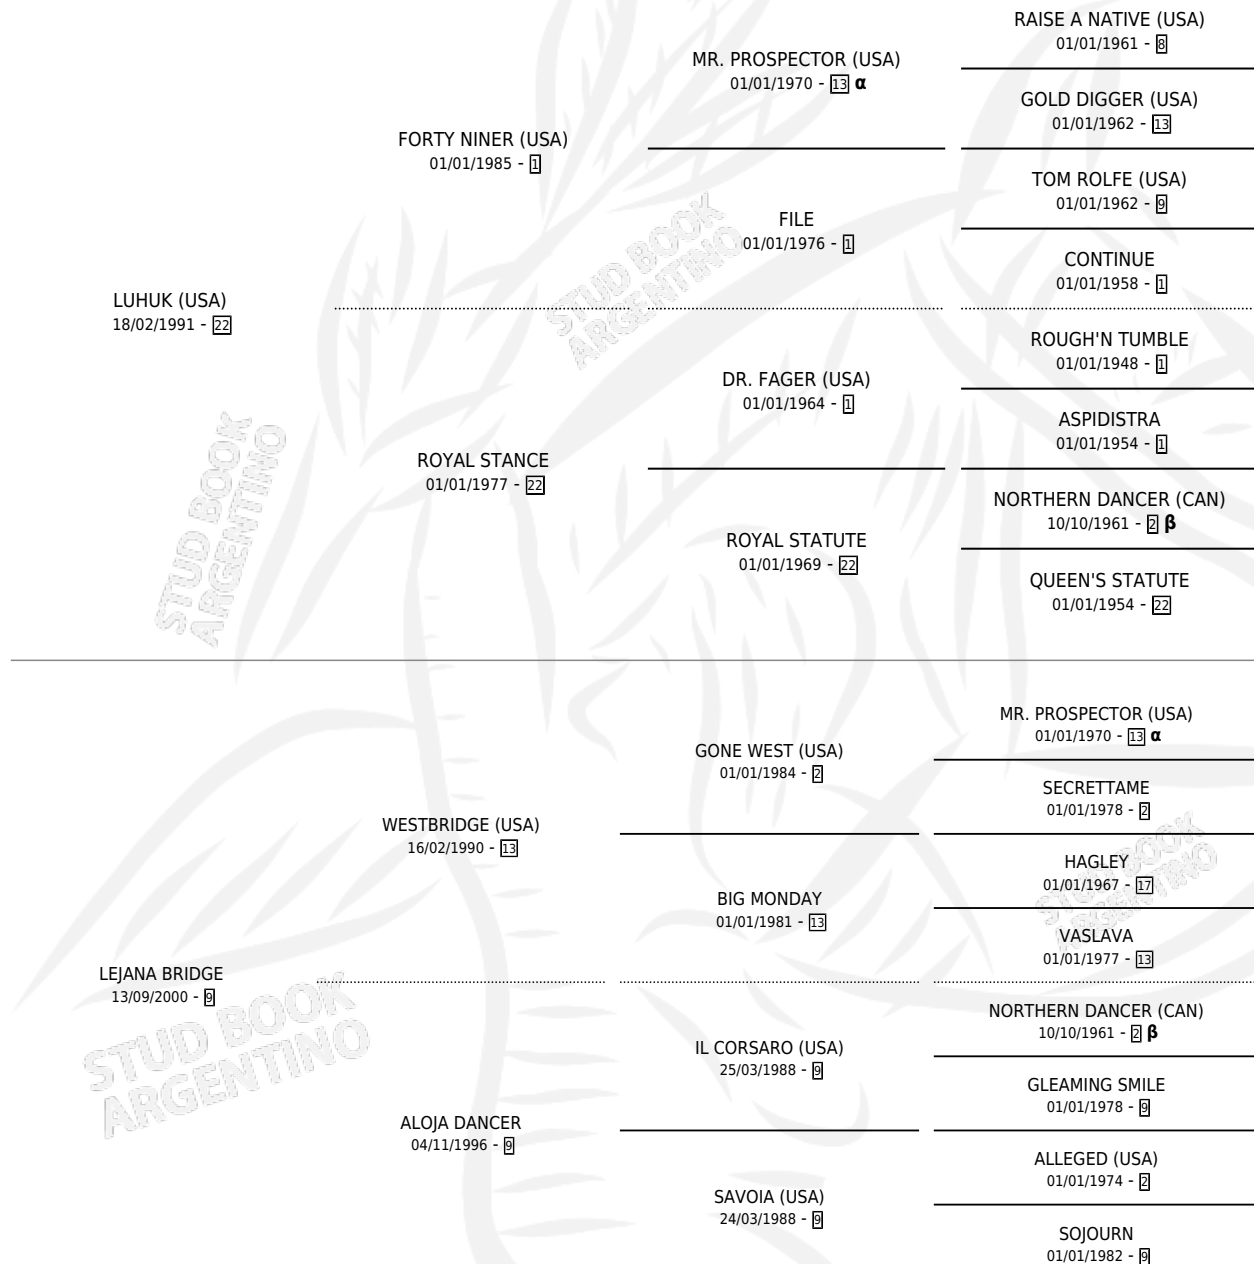 RAISE A NATIVE (USA)
01/01/1961 - 8
MR. PROSPECTOR (USA)
01/01/1970 - 13 α
GOLD DIGGER (USA)
01/01/1962 - 13
FORTY NINER (USA)
01/01/1985 - 1
TOM ROLFE (USA)
01/01/1962 - 9
FILE
01/01/1976 - 1
CONTINUE
01/01/1958 - 1
LUHUK (USA)
18/02/1991 - 22
STUD BOOK
ARGENTINO
ROUGH'N TUMBLE
01/01/1948 - 1
DR. FAGER (USA)
01/01/1964 - 1
ASPIDISTRA
01/01/1954 - 1
ROYAL STANCE
01/01/1977 - 22
NORTHERN DANCER (CAN)
10/10/1961 - 2 β
ROYAL STATUTE
01/01/1969 - 22
QUEEN'S STATUTE
01/01/1954 - 22
STUD BOOK
ARGENTINO
MR. PROSPECTOR (USA)
01/01/1970 - 13 α
GONE WEST (USA)
01/01/1984 - 2
SECRETTAME
01/01/1978 - 2
WESTBRIDGE (USA)
16/02/1990 - 13
HAGLEY
01/01/1967 - 17
BIG MONDAY
01/01/1981 - 13
VASLAVA
01/01/1977 - 13
STUD BOOK
ARGENTINO
LEJANA BRIDGE
13/09/2000 - 9
NORTHERN DANCER (CAN)
10/10/1961 - 2 β
IL CORSARO (USA)
25/03/1988 - 9
GLEAMING SMILE
01/01/1978 - 9
STUD BOOK
ARGENTINO
ALOJA DANCER
04/11/1996 - 9
ALLEGED (USA)
01/01/1974 - 2
SAVOIA (USA)
24/03/1988 - 9
SOJOURN
01/01/1982 - 9